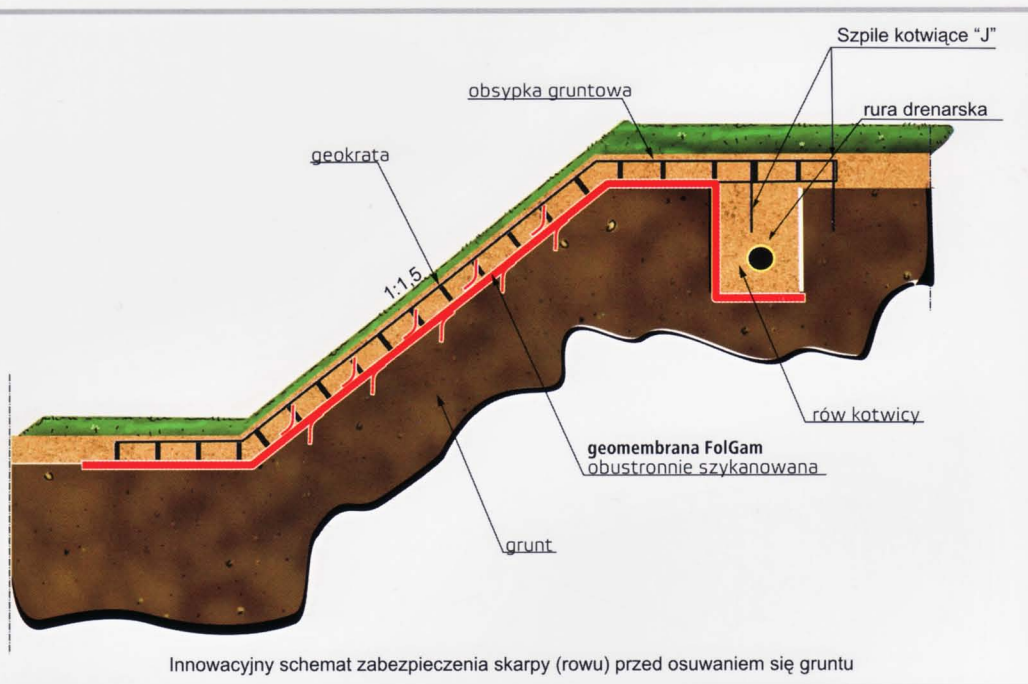 Szpile kotwiące "J"
obsypka gruntowa
rura drenarska
geokrata
1:1,5
rów kotwicy
geomembrana FolGam
obustronnie szykanowana
grunt
Innowacyjny schemat zabezpieczenia skarpy (rowu) przed osuwaniem się gruntu